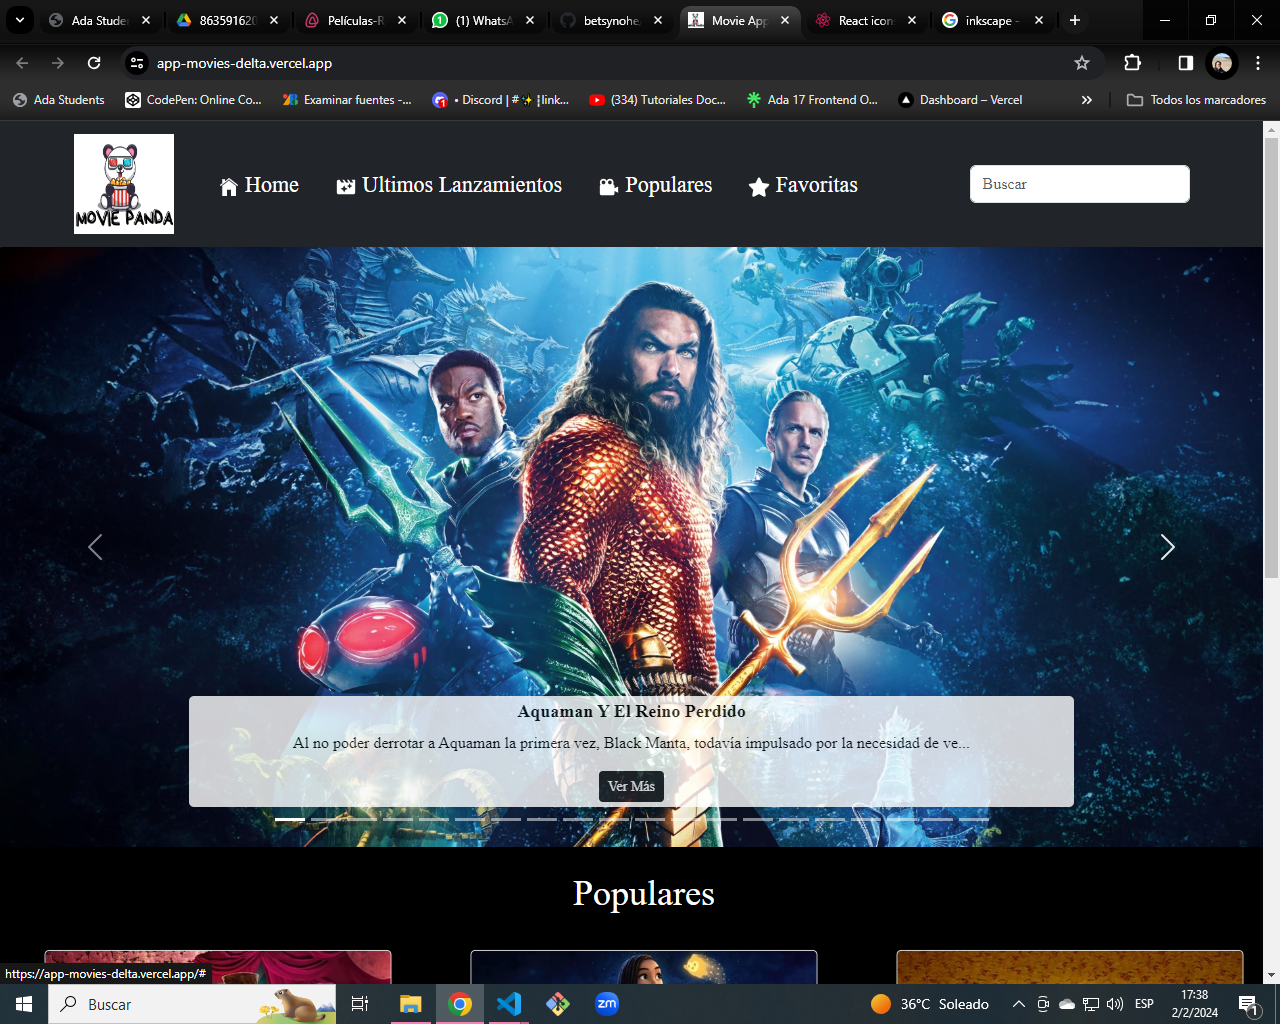 Ada Studen
863591620
Películas-R
(1) WhatsA
betsynohe
Movie App
React icon
inkscape -
app-movies-delta.vercel.app
Ada Students
CodePen: Online Co...
Examinar fuentes -...
• Discord | #✨┊link...
(334) Tutoriales Doc...
Ada 17 Frontend O...
Dashboard – Vercel
Todos los marcadores
MOVIE PANDA
Home
Ultimos Lanzamientos
Populares
Favoritas
Buscar
Aquaman Y El Reino Perdido
Al no poder derrotar a Aquaman la primera vez, Black Manta, todavía impulsado por la necesidad de ve...
Ver Más
Populares
https://app-movies-delta.vercel.app/#
Buscar
zm
36°C Soleado
ESP
17:38
2/2/2024
1